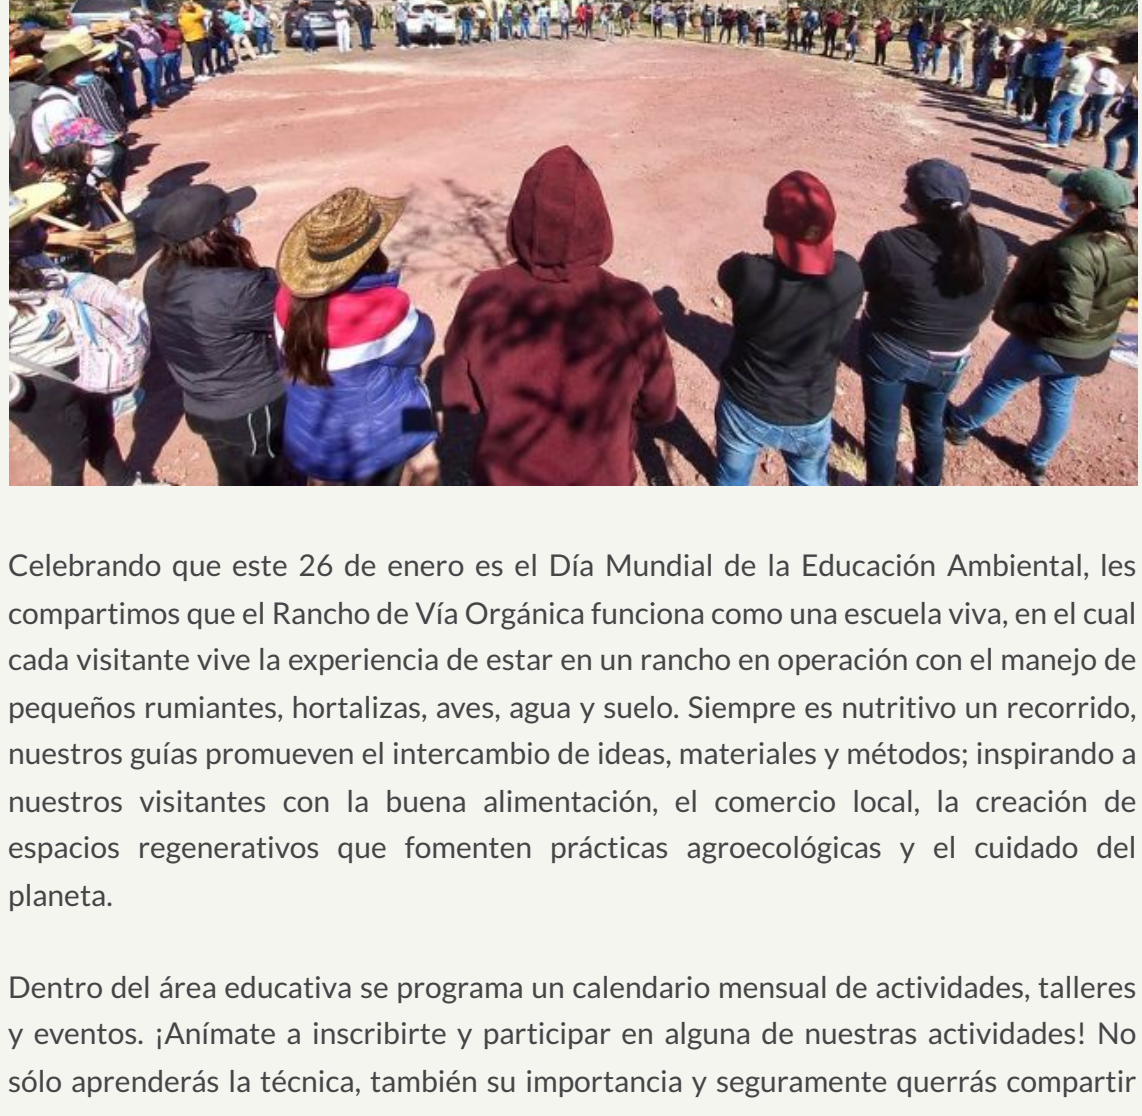 Celebrando que este 26 de enero es el Día Mundial de la Educación Ambiental, les
compartimos que el Rancho de Vía Orgánica funciona como una escuela viva, en el cual
cada visitante vive la experiencia de estar en un rancho en operación con el manejo de
pequeños rumiantes, hortalizas, aves, agua y suelo. Siempre es nutritivo un recorrido,
nuestros guías promueven el intercambio de ideas, materiales y métodos; inspirando a
nuestros visitantes con la buena alimentación, el comercio local, la creación de
espacios regenerativos que fomenten prácticas agroecológicas y el cuidado del
planeta.
Dentro del área educativa se programa un calendario mensual de actividades, talleres
y eventos. ¡Anímate a inscribirte y participar en alguna de nuestras actividades! No
sólo aprenderás la técnica, también su importancia y seguramente querrás compartir